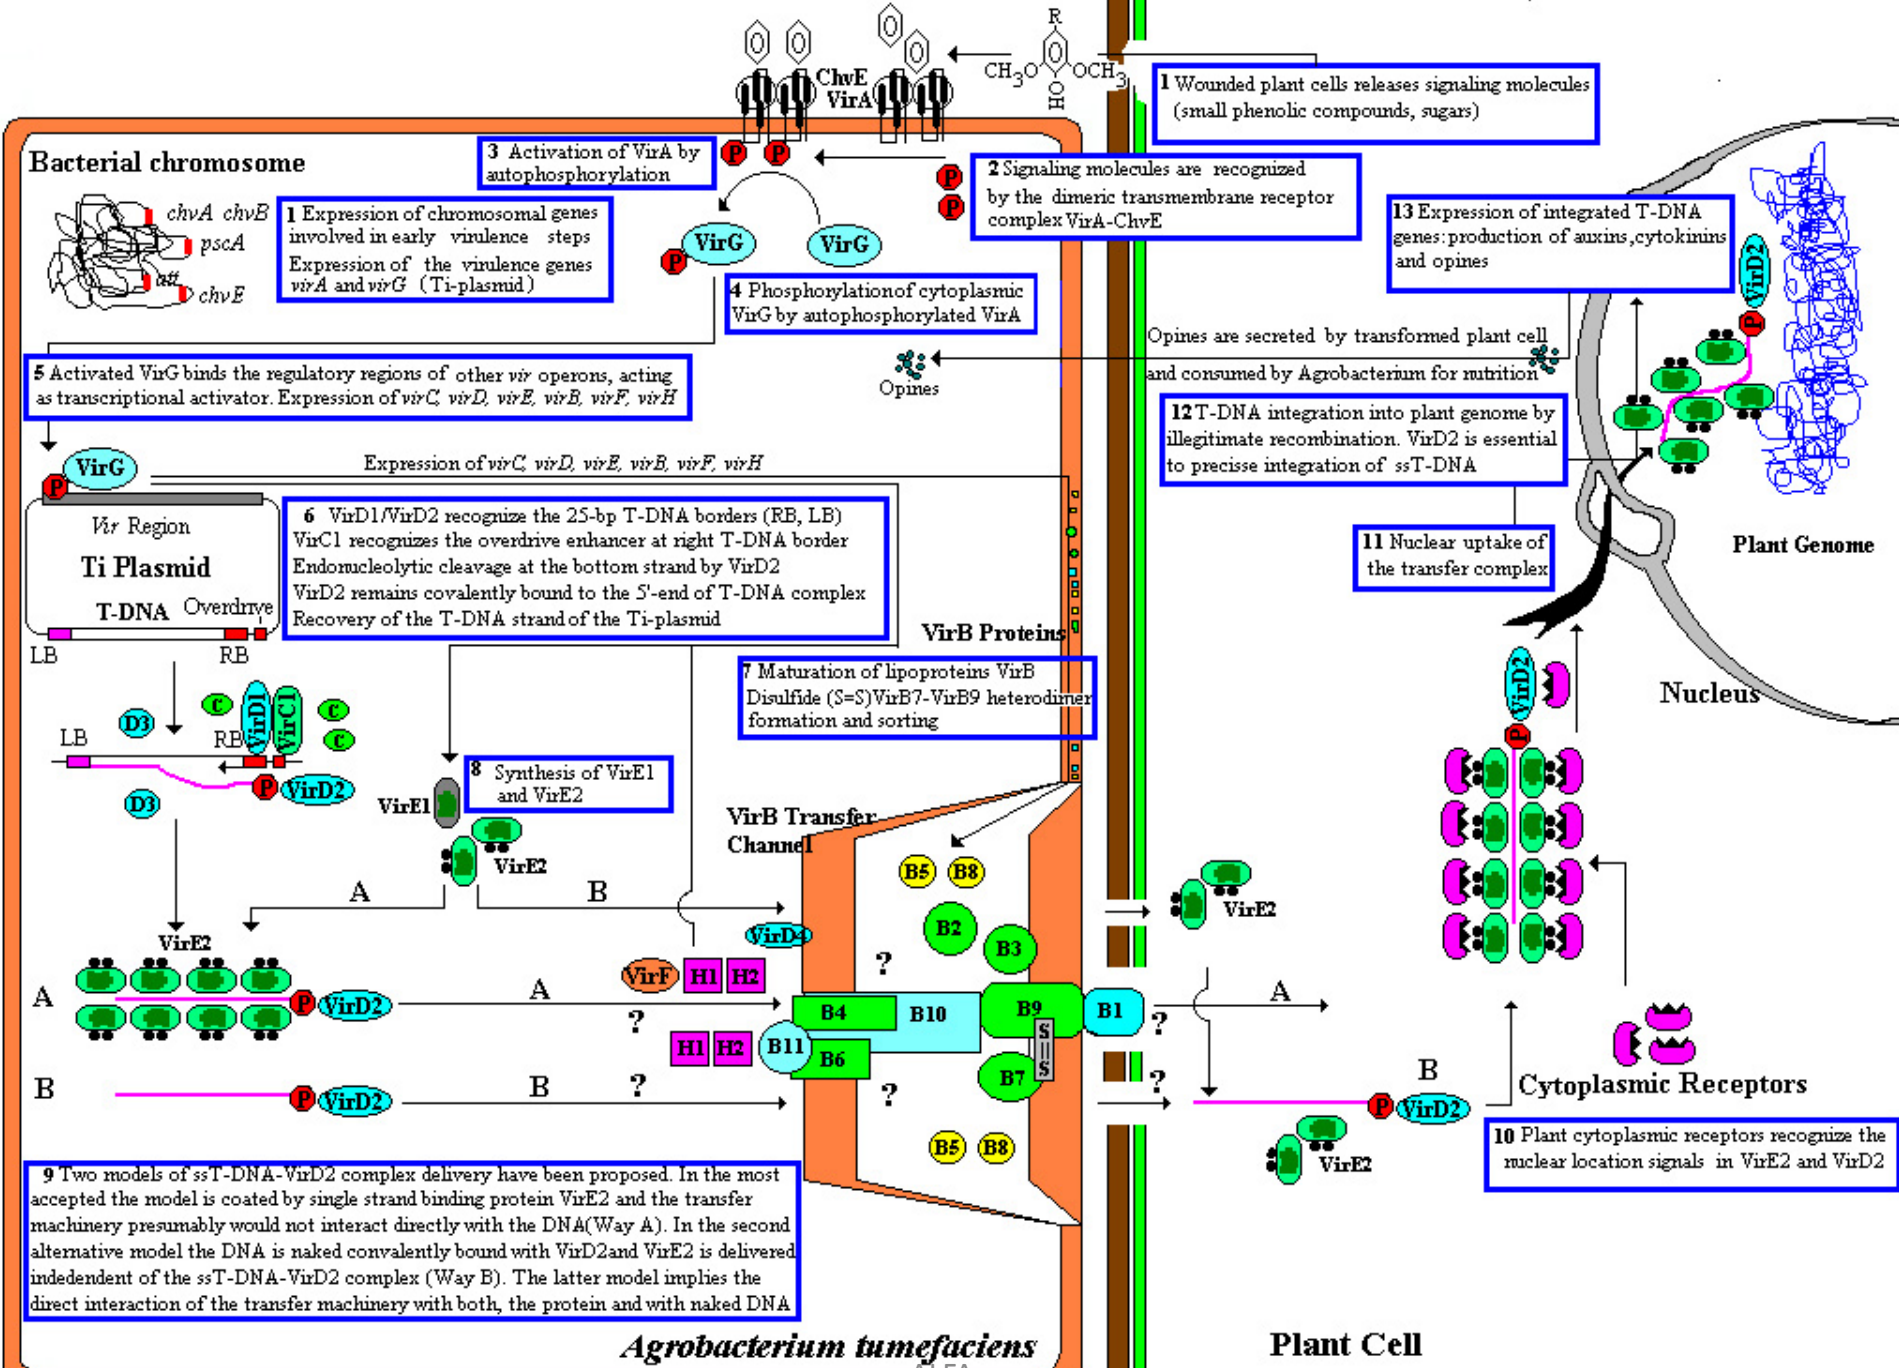 R
CH3O
OCH3
HO
ChvE
VirA
1 Wounded plant cells releases signaling molecules
(small phenolic compounds, sugars)
Bacterial chromosome
chvA chvB
pscA
att
chvE
1 Expression of chromosomal genes
involved in early virulence steps
Expression of the virulence genes
virA and virG (Ti-plasmid)
3 Activation of VirA by
autophosphorylation
P
P
P
P
2 Signaling molecules are recognized
by the dimeric transmembrane receptor
complex VirA-ChvE
VirG
VirG
P
4 Phosphorylation of cytoplasmic
VirG by autophosphorylated VirA
13 Expression of integrated T-DNA
genes: production of auxins, cytokinins
and opines
VirD2
P
Opines are secreted by transformed plant cell
and consumed by Agrobacterium for nutrition
Opines
5 Activated VirG binds the regulatory regions of other vir operons, acting
as transcriptional activator. Expression of virC, virD, virE, virB, virF, virH
12 T-DNA integration into plant genome by
illegitimate recombination. VirD2 is essential
to precisse integration of ssT-DNA
VirG
P
Expression of virC, virD, virE, virB, virF, virH
Vir Region
Ti Plasmid
T-DNA
Overdrive
LB
RB
6 VirD1/VirD2 recognize the 25-bp T-DNA borders (RB, LB)
VirC1 recognizes the overdrive enhancer at right T-DNA border
Endonucleolytic cleavage at the bottom strand by VirD2
VirD2 remains covalently bound to the 5'-end of T-DNA complex
Recovery of the T-DNA strand of the Ti-plasmid
11 Nuclear uptake of
the transfer complex
Plant Genome
Nucleus
VirB Proteins
7 Maturation of lipoproteins VirB
Disulfide (S=S)VirB7-VirB9 heterodimer
formation and sorting
D3
C
VirD1
VirC1
C
C
LB
RB
P
VirD2
D3
8 Synthesis of VirE1
and VirE2
VirE1
VirE2
VirB Transfer
Channel
VirD2
P
B5
B8
B2
B3
A
B
VirE2
VirD4
VirE2
?
VirF
H1
H2
A
P
VirD2
A
?
B4
B10
B9
B1
?
A
S
=
S
H1
H2
B11
B6
B7
B
P
VirD2
B
?
?
?
B
P
VirD2
VirE2
Cytoplasmic Receptors
B5
B8
10 Plant cytoplasmic receptors recognize the
nuclear location signals in VirE2 and VirD2
9 Two models of ssT-DNA-VirD2 complex delivery have been proposed. In the most
accepted the model is coated by single strand binding protein VirE2 and the transfer
machinery presumably would not interact directly with the DNA(Way A). In the second
alternative model the DNA is naked convalently bound with VirD2and VirE2 is delivered
indedendent of the ssT-DNA-VirD2 complex (Way B). The latter model implies the
direct interaction of the transfer machinery with both, the protein and with naked DNA
Agrobacterium tumefaciens
Plant Cell